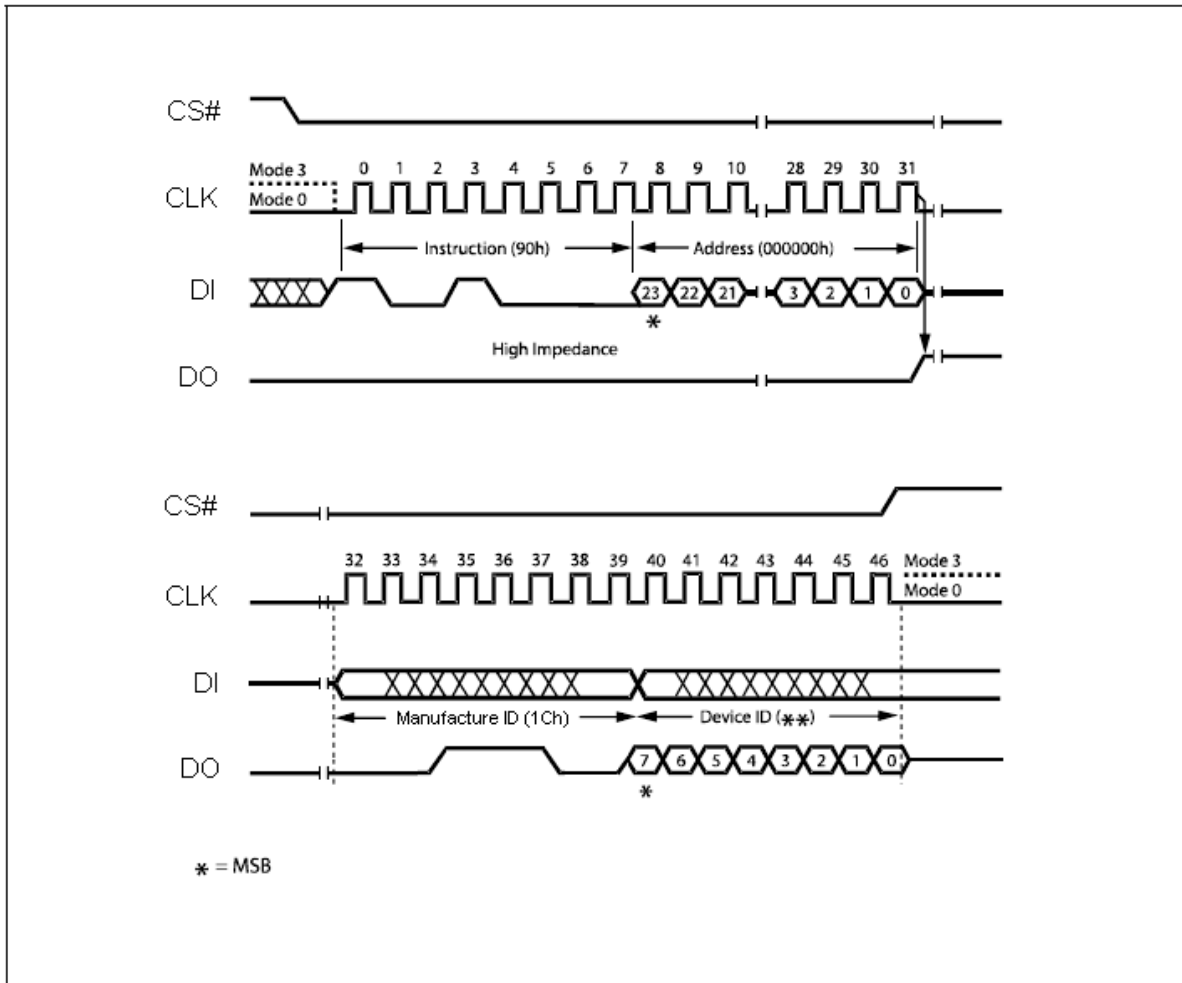 CS#
Mode 3
0 1 2 3 4 5 6 7 8 9 10 28 29 30 31
CLK
Mode 0
Instruction (90h)
Address (000000h)
DI
23 22 21 3 2 1 0
*
High Impedance
DO
CS#
32 33 34 35 36 37 38 39 40 41 42 43 44 45 46
Mode 3
CLK
Mode 0
DI
Manufacture ID (1Ch)
Device ID (**)
DO
7 6 5 4 3 2 1 0
*
* = MSB